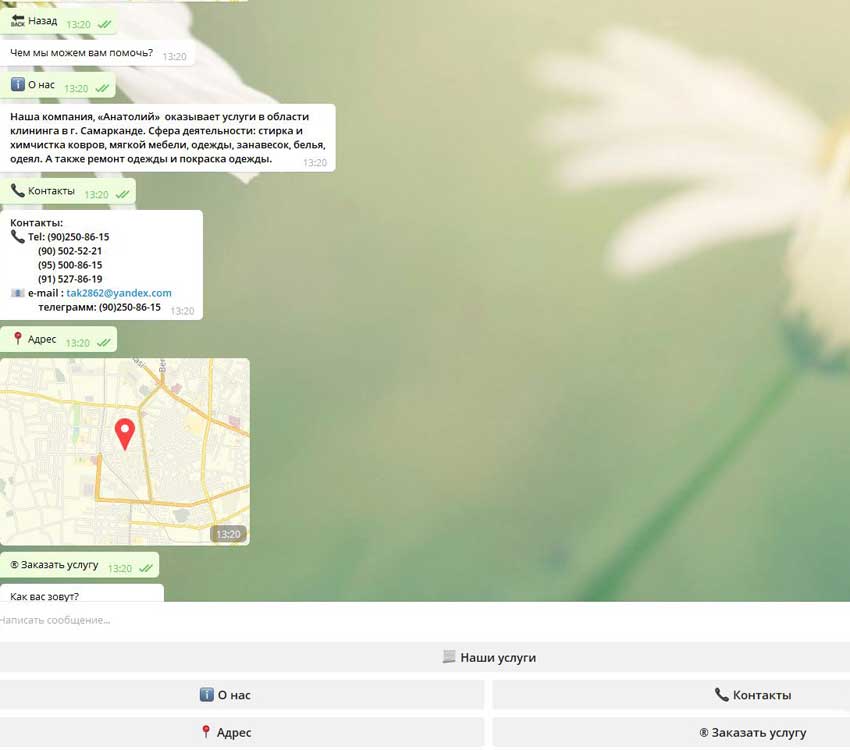 BACK Назад 13:20
Чем мы можем вам помочь? 13:20
О нас 13:20
Наша компания, «Анатолий» оказывает услуги в области
клининга в г. Самарканде. Сфера деятельности: стирка и
химчистка ковров, мягкой мебели, одежды, занавесок, белья,
одеял. А также ремонт одежды и покраска одежды. 13:20
Контакты 13:20
Контакты:
Tel: (90)250-86-15
(90) 502-52-21
(95) 500-86-15
(91) 527-86-19
e-mail : tak2862@yandex.com
телеграмм: (90)250-86-15 13:20
Адрес 13:20
13:20
® Заказать услугу 13:20
Как вас зовут?
Написать сообщение...
Наши услуги
О нас
Контакты
Адрес
® Заказать услугу